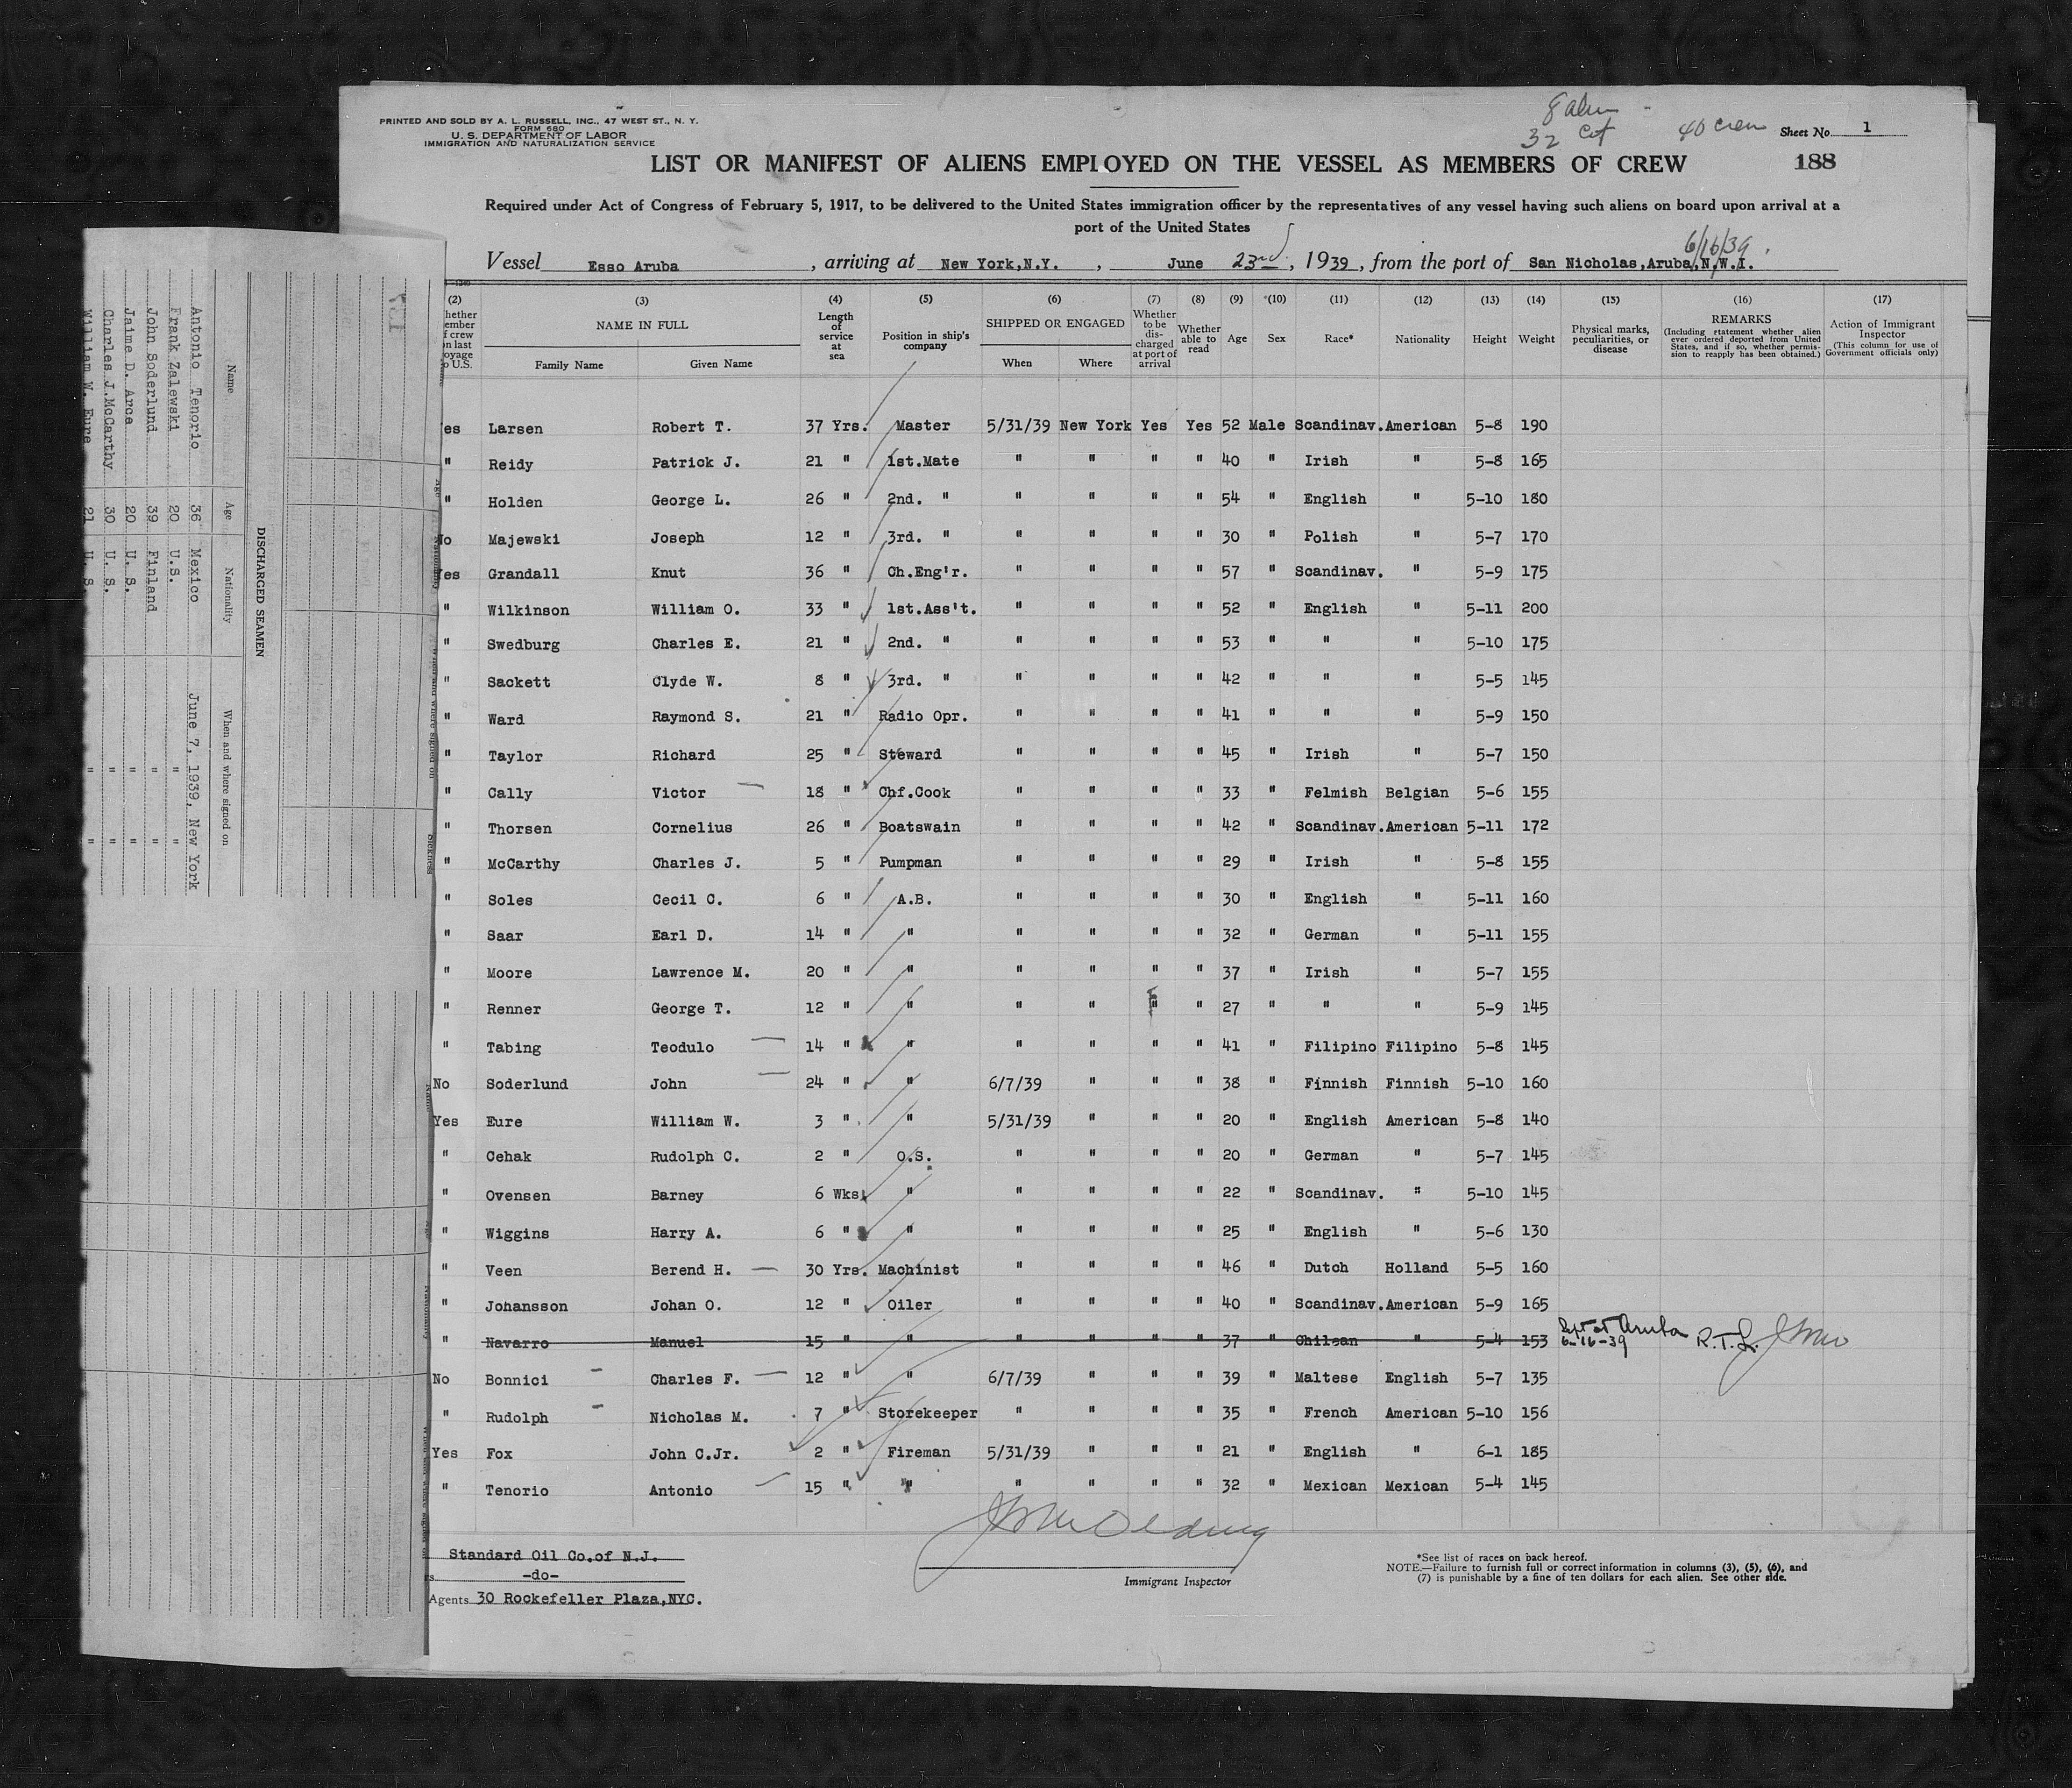 PRINTED AND SOLD BY A. L. RUSSELL, INC., 47 WEST ST., N. Y.
FORM 680
U. S. DEPARTMENT OF LABOR
IMMIGRATION AND NATURALIZATION SERVICE
32
40 crew
Sheet No. 1
LIST OR MANIFEST OF ALIENS EMPLOYED ON THE VESSEL AS MEMBERS OF CREW
188
Required under Act of Congress of February 5, 1917, to be delivered to the United States immigration officer by the representatives of any vessel having such aliens on board upon arrival at a
port of the United States
6/16/39
Vessel Esso Aruba, arriving at New York,N.Y., June 23rd, 1939, from the port of San Nicholas,Aruba,N.W.I.
(2) (3) (4) (5) (6) (7) (8) (9) *(10) (11) (12) (13) (14) (15) (16) (17)
hether ember f crew n last oyage o U.S. NAME IN FULL Family Name Given Name Length of service at sea Position in ship's company SHIPPED OR ENGAGED When Where Whether to be discharged at port of arrival Whether able to read Age Sex Race* Nationality Height Weight Physical marks, peculiarities, or disease REMARKS (Including statement whether alien ever ordered deported from United States, and if so, whether permission to reapply has been obtained.) Action of Immigrant Inspector (This column for use of Government officials only)
es Larsen Robert T. 37 Yrs. Master 5/31/39 New York Yes Yes 52 Male Scandinav. American 5-8 190
" Reidy Patrick J. 21 " 1st.Mate " " " " 40 " Irish " 5-8 165
" Holden George L. 26 " 2nd. " " " " " 54 " English " 5-10 180
No Majewski Joseph 12 " 3rd. " " " " " 30 " Polish " 5-7 170
Yes Grandall Knut 36 " Ch.Eng'r. " " " " 57 " Scandinav. " 5-9 175
" Wilkinson William O. 33 " 1st.Ass't. " " " " 52 " English " 5-11 200
" Swedburg Charles E. 21 " 2nd. " " " " " 53 " " " 5-10 175
" Sackett Clyde W. 8 " 3rd. " " " " " 42 " " " 5-5 145
" Ward Raymond S. 21 " Radio Opr. " " " " 41 " " " 5-9 150
" Taylor Richard 25 " Steward " " " " 45 " Irish " 5-7 150
" Cally Victor 18 " Chf.Cook " " " " 33 " Felmish Belgian 5-6 155
" Thorsen Cornelius 26 " Boatswain " " " " 42 " Scandinav. American 5-11 172
" McCarthy Charles J. 5 " Pumpman " " " " 29 " Irish " 5-8 155
" Soles Cecil C. 6 " A.B. " " " " 30 " English " 5-11 160
" Saar Earl D. 14 " " " " " " 32 " German " 5-11 155
" Moore Lawrence M. 20 " " " " " " 37 " Irish " 5-7 155
" Renner George T. 12 " " " " " " 27 " " " 5-9 145
" Tabing Teodulo 14 " " " " " " 41 " Filipino Filipino 5-8 145
No Soderlund John 24 " " 6/7/39 " " " 38 " Finnish Finnish 5-10 160
Yes Eure William W. 3 " " 5/31/39 " " " 20 " English American 5-8 140
" Cehak Rudolph C. 2 " O.S. " " " " 20 " German " 5-7 145
" Ovensen Barney 6 Wks. " " " " " 22 " Scandinav. " 5-10 145
" Wiggins Harry A. 6 " " " " " " 25 " English " 5-6 130
" Veen Berend H. 30 Yrs. Machinist " " " " 46 " Dutch Holland 5-5 160
" Johansson Johan O. 12 " Oiler " " " " 40 " Scandinav. American 5-9 165
" Navarro Manuel 15 " " " " " " 37 " Chilean " 5-4 153 at Aruba 6-16-39 R.T.L.
No Bonnici Charles F. 12 " " 6/7/39 " " " 39 " Maltese English 5-7 135
" Rudolph Nicholas M. 7 " Storekeeper " " " " 35 " French American 5-10 156
Yes Fox John C.Jr. 2 " Fireman 5/31/39 " " " 21 " English " 6-1 185
" Tenorio Antonio 15 " " " " " " 32 " Mexican Mexican 5-4 145
Standard Oil Co.of N.J.
-do-
Agents 30 Rockefeller Plaza,NYC.
Immigrant Inspector
*See list of races on back hereof.
NOTE.—Failure to furnish full or correct information in columns (3), (5), (6), and
(7) is punishable by a fine of ten dollars for each alien. See other side.
DISCHARGED SEAMEN
Name Age Nationality When and where signed on
Antonio Tenorio 36 Mexico June 7, 1939, New York
Frank Zalewski 20 U.S. " "
John Soderlund 39 Finland " "
Jaime D. Arce 20 U. S. " "
Charles J.McCarthy 30 U. S. " "
William W. Eure 21 U. S. " "